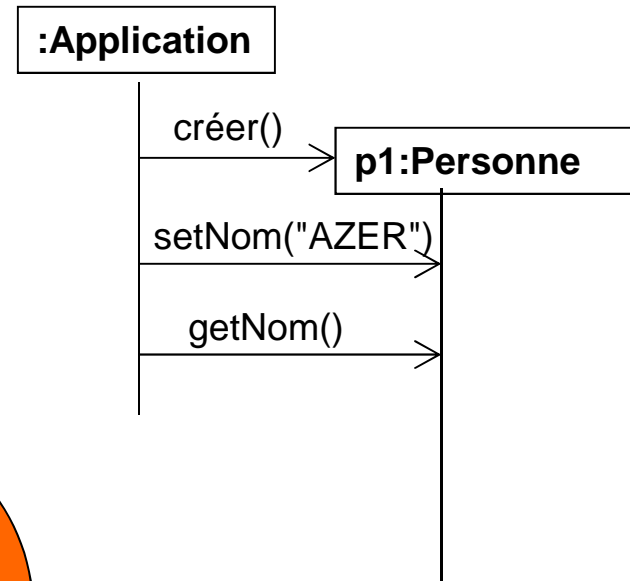 :Application
créer()
p1:Personne
setNom("AZER")
getNom()